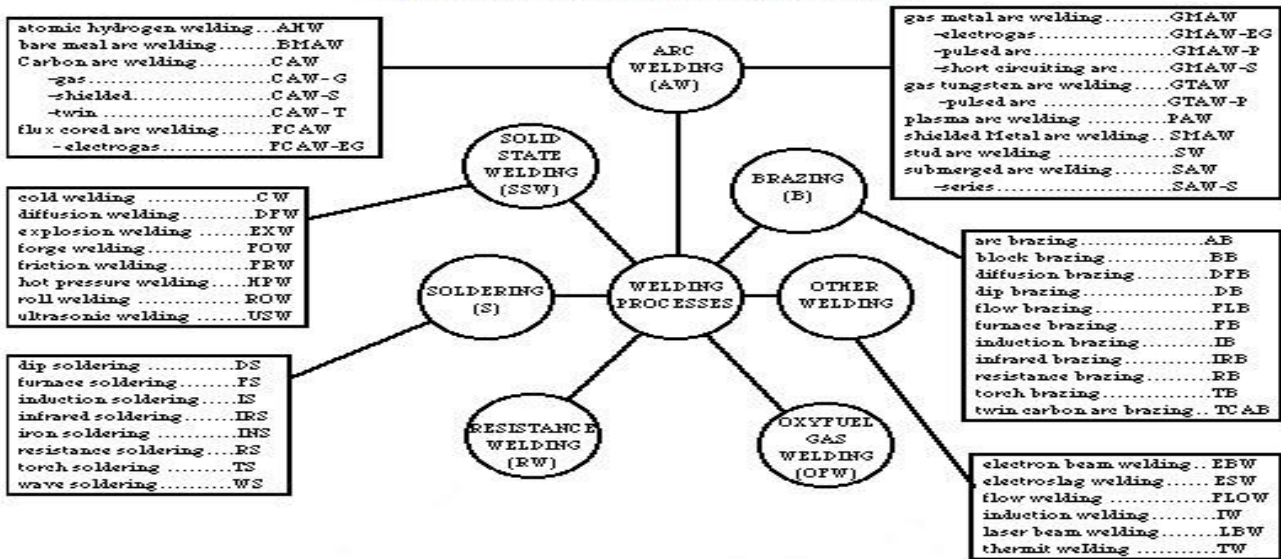 atomic hydrogen welding...AHW
bare meal arc welding.......BMAW
Carbon arc welding..........CAW
-gas..........................CAW-G
-shielded...................CAW-S
-twin .......................CAW-T
flux cored arc welding......FCAW
- electrogas..............FCAW-EG
ARC
WELDING
(AW)
gas metal arc welding..........GMAW
-electrogas....................GMAW-EG
-pulsed arc....................GMAW-P
-short circuiting arc.......GMAW-S
gas tungsten arc welding.....GTAW
-pulsed arc ..................GTAW-P
plasma arc welding ............PAW
shielded Metal arc welding.. SMAW
stud arc welding .................SW
submerged arc welding........SAW
-series..........................SAW-S
SOLID
STATE
WELDING
(SSW)
BRAZING
(B)
cold welding ..............CW
diffusion welding.........DFW
explosion welding ......EXW
forge welding.............FOW
friction welding..........FRW
hot pressure welding...HPW
roll welding ..............ROW
ultrasonic welding ......USW
SOLDERING
(S)
WELDING
PROCESSES
OTHER
WELDING
arc brazing..................AB
block brazing...............BB
diffusion brazing..........DFB
dip brazing..................DB
flow brazing.................FLB
furnace brazing.............FB
induction brazing..........IB
infrared brazing............IRB
resistance brazing.........RB
torch brazing................TB
twin carbon arc brazing.. TCAB
dip soldering ............DS
furnace soldering........FS
induction soldering.....IS
infrared soldering......IRS
iron soldering ..........INS
resistance soldering....RS
torch soldering ..........TS
wave soldering..........WS
RESISTANCE
WELDING
(RW)
OXYFUEL
GAS
WELDING
(OFW)
electron beam welding.. EBW
electroslag welding...... ESW
flow welding ..............FLOW
induction welding.........IW
laser beam welding.......LBW
thermit welding ...........TW